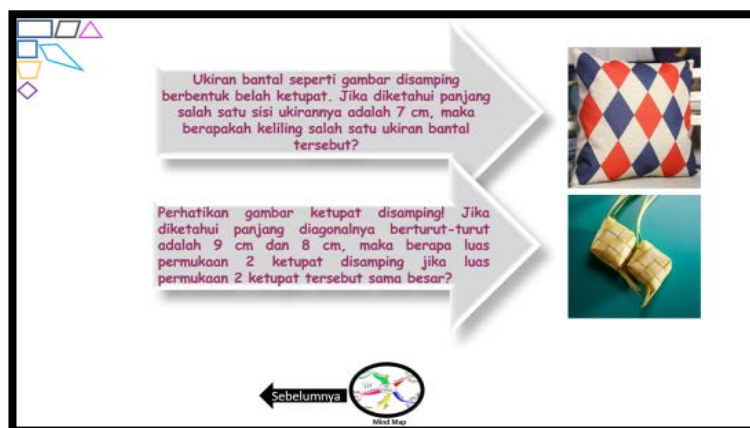 Ukiran bantal seperti gambar disamping
berbentuk belah ketupat. Jika diketahui panjang
salah satu sisi ukirannya adalah 7 cm, maka
berapakah keliling salah satu ukiran bantal
tersebut?
Perhatikan gambar ketupat disamping! Jika
diketahui panjang diagonalnya berturut-turut
adalah 9 cm dan 8 cm, maka berapa luas
permukaan 2 ketupat disamping jika luas
permukaan 2 ketupat tersebut sama besar?
Sebelumnya
Mind Map